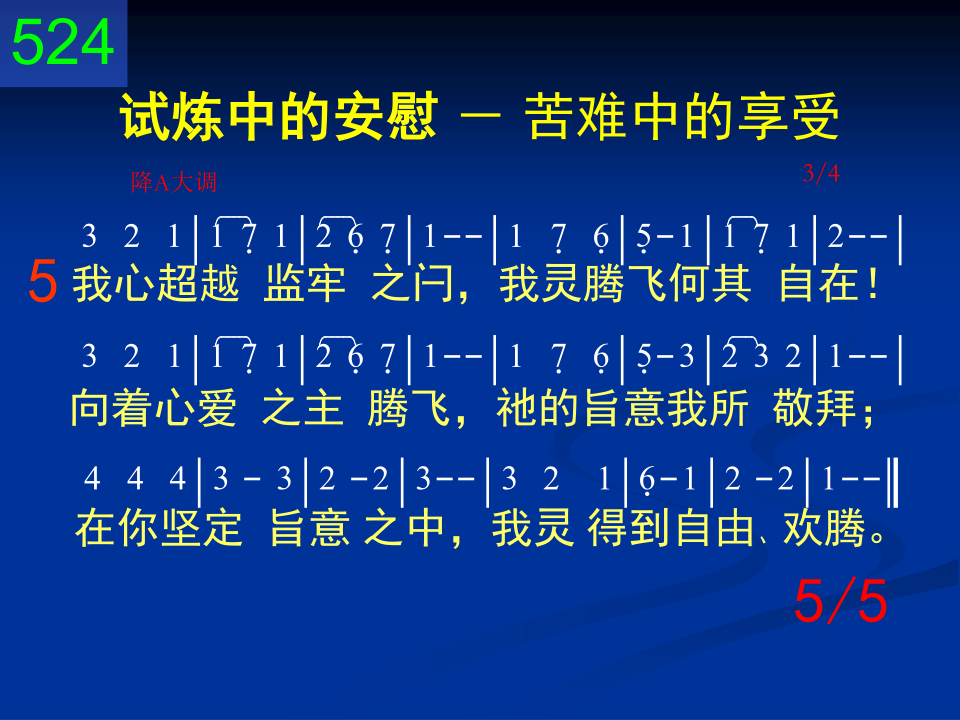 524
试炼中的安慰 － 苦难中的享受
降A大调 3/4
3 2 1|1 7̣ 1|2 6̣ 7̣|1--|1 7̣ 6̣|5̣-1|1 7̣ 1|2--|
5 我心超越 监牢 之闩，我灵腾飞何其 自在！
3 2 1|1 7̣ 1|2 6̣ 7̣|1--|1 7̣ 6̣|5̣-3|2 3 2|1--|
向着心爱 之主 腾飞，祂的旨意我所 敬拜；
4 4 4|3 - 3|2 -2|3--|3 2 1|6̣-1|2 -2|1--‖
在你坚定 旨意 之中，我灵 得到自由、欢腾。
5/5